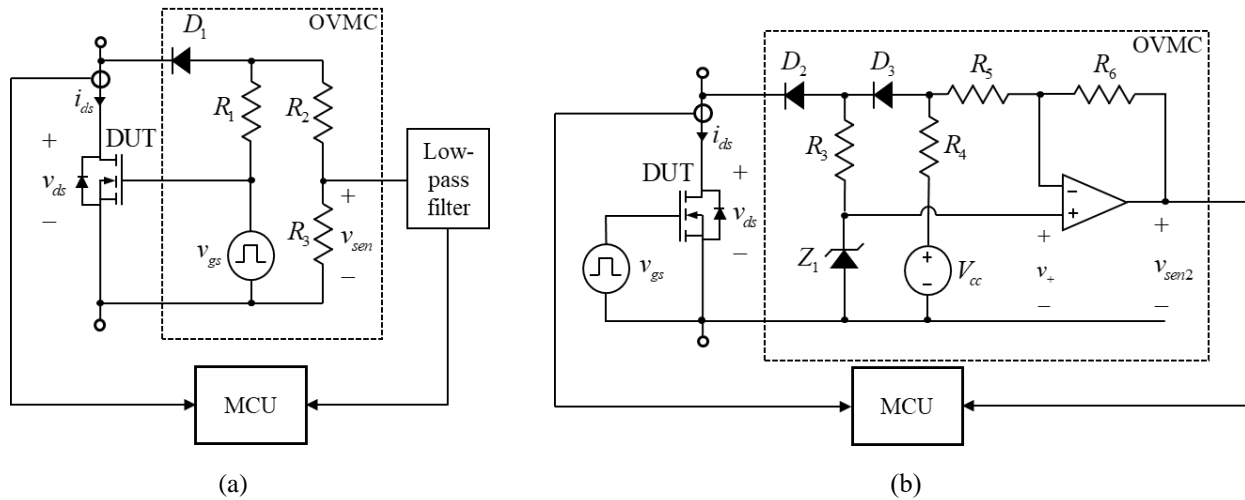 OVMC
D1
ids
R1
R2
DUT
+
vds
−
Low-
pass
filter
R3
+
vsen
−
vgs
MCU
(a)
OVMC
D2
D3
R5
R6
ids
R3
R4
DUT
+
vds
−
−
+
vgs
Z1
+
−
Vcc
+
v+
−
+
vsen2
−
MCU
(b)